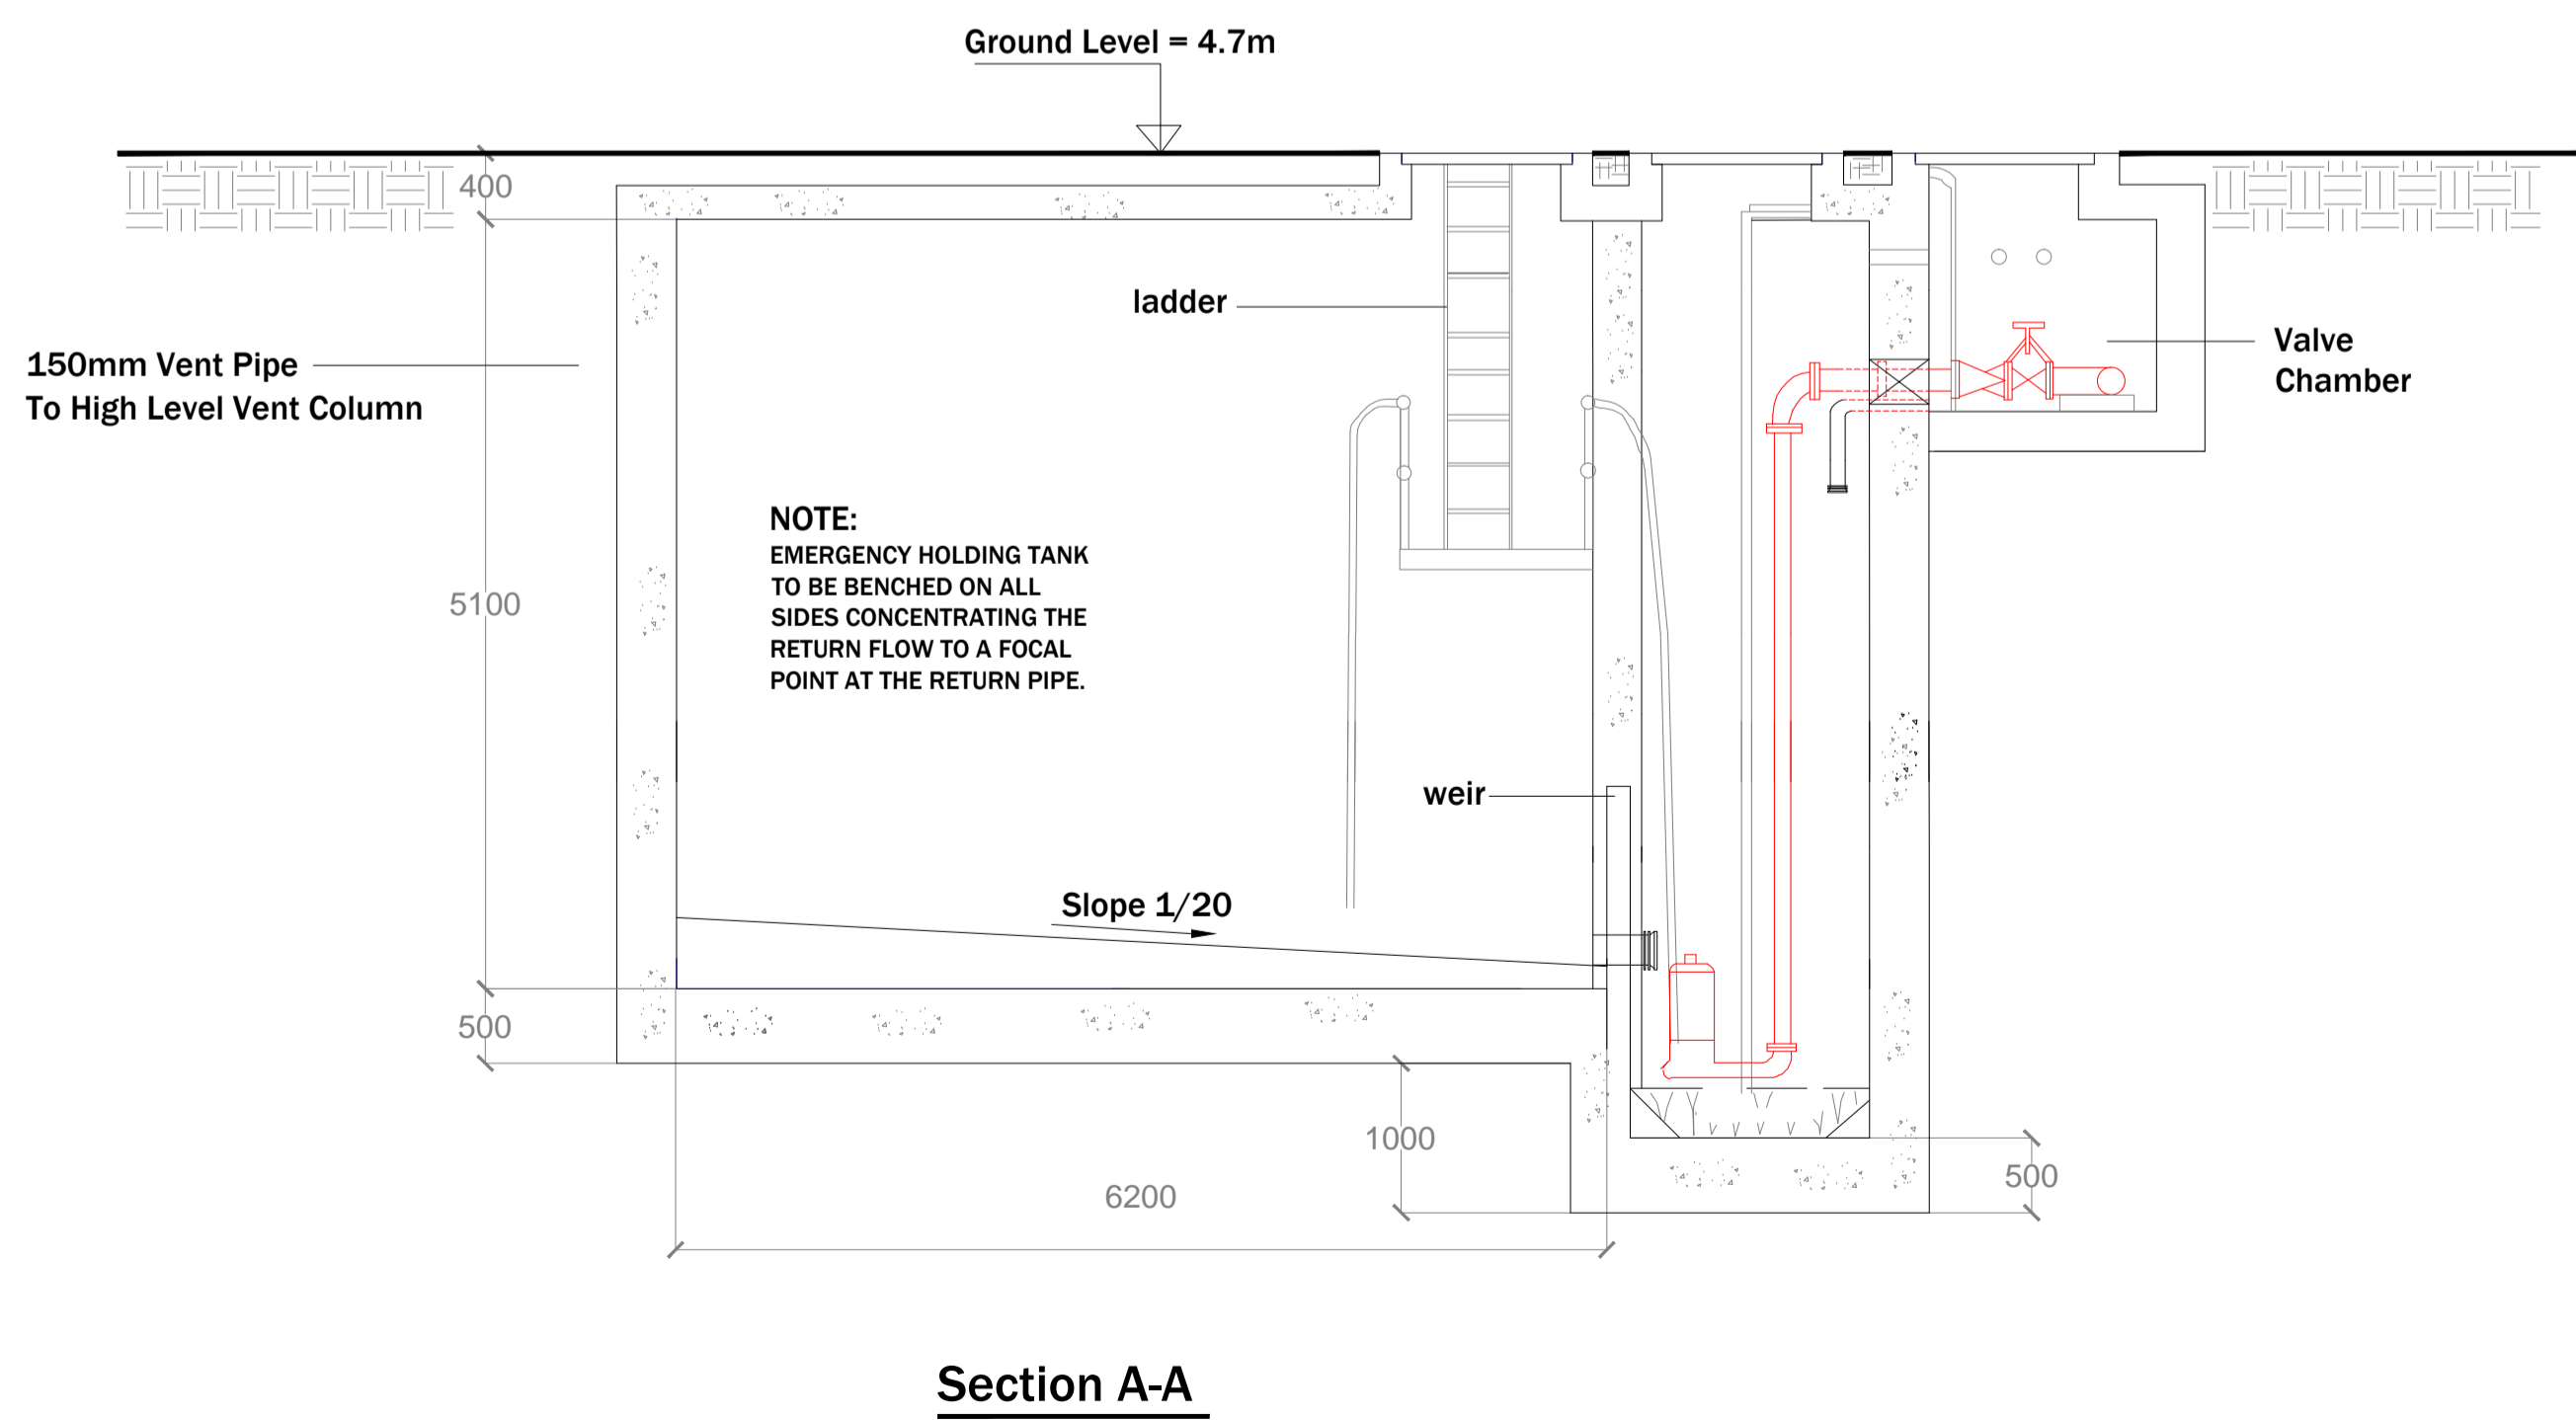 Ground Level = 4.7m
400
ladder
150mm Vent Pipe
To High Level Vent Column
Valve
Chamber
NOTE:
EMERGENCY HOLDING TANK
TO BE BENCHED ON ALL
SIDES CONCENTRATING THE
RETURN FLOW TO A FOCAL
POINT AT THE RETURN PIPE.
5100
weir
Slope 1/20
500
1000
500
6200
Section A-A